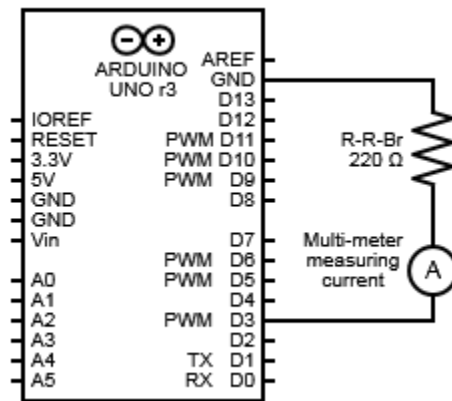 ARDUINO
UNO r3
IOREF
RESET
3.3V
5V
GND
GND
Vin
A0
A1
A2
A3
A4
A5
AREF
GND
D13
D12
PWM D11
PWM D10
PWM D9
D8
D7
D6
PWM
PWM D5
D4
PWM D3
D2
TX D1
RX D0
R-R-Br
220 Ω
Multi-meter
measuring
current
A